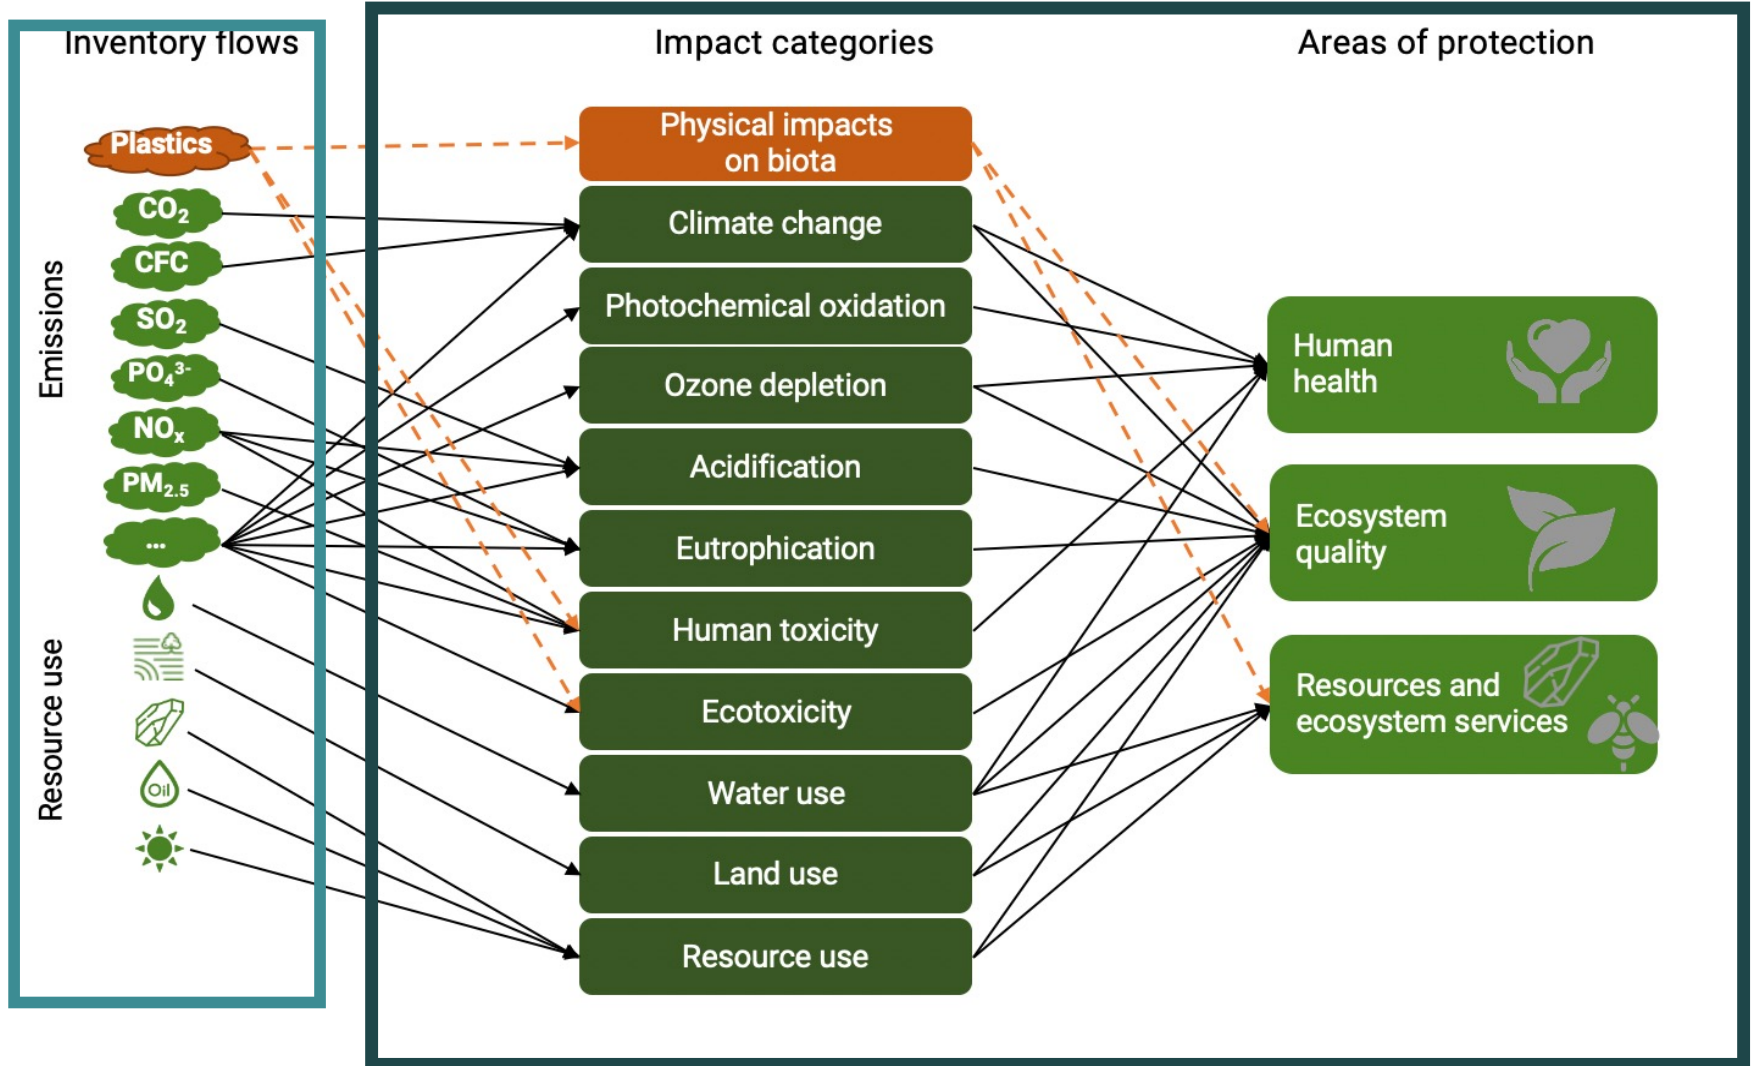 Inventory flows
Impact categories
Areas of protection
Emissions
Plastics
CO₂
CFC
SO₂
PO₄³⁻
NOₓ
PM₂.₅
...
Resource use
Oil
Physical impacts
on biota
Climate change
Photochemical oxidation
Ozone depletion
Acidification
Eutrophication
Human toxicity
Ecotoxicity
Water use
Land use
Resource use
Human
health
Ecosystem
quality
Resources and
ecosystem services